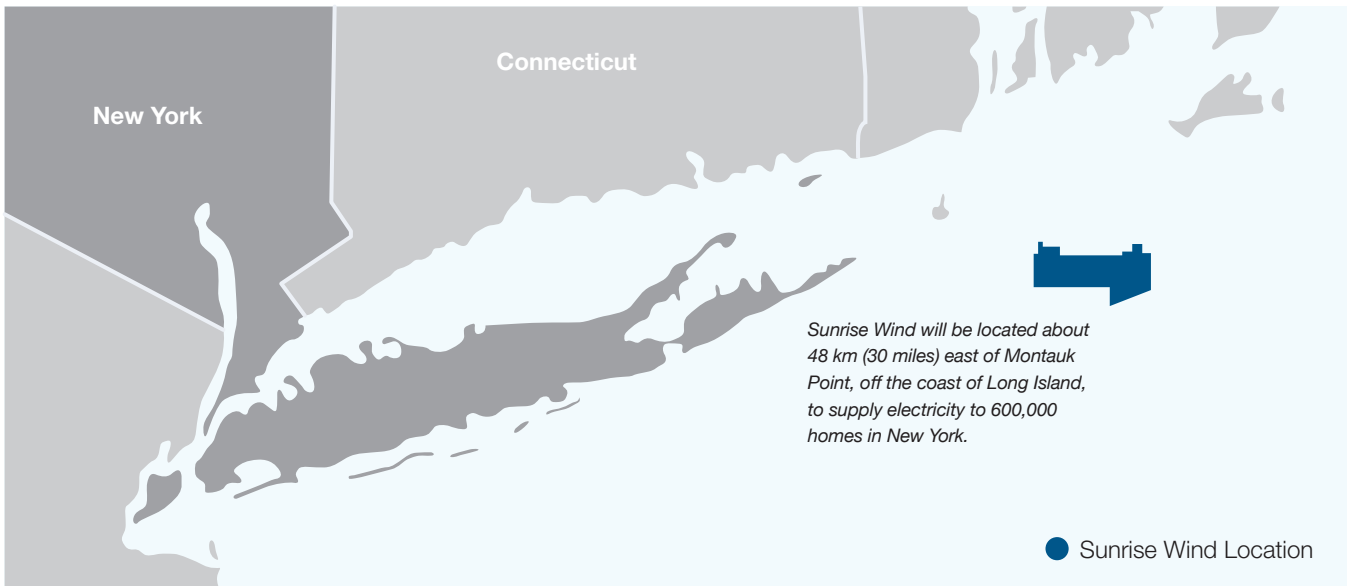 Connecticut
New York
Sunrise Wind will be located about
48 km (30 miles) east of Montauk
Point, off the coast of Long Island,
to supply electricity to 600,000
homes in New York.
Sunrise Wind Location